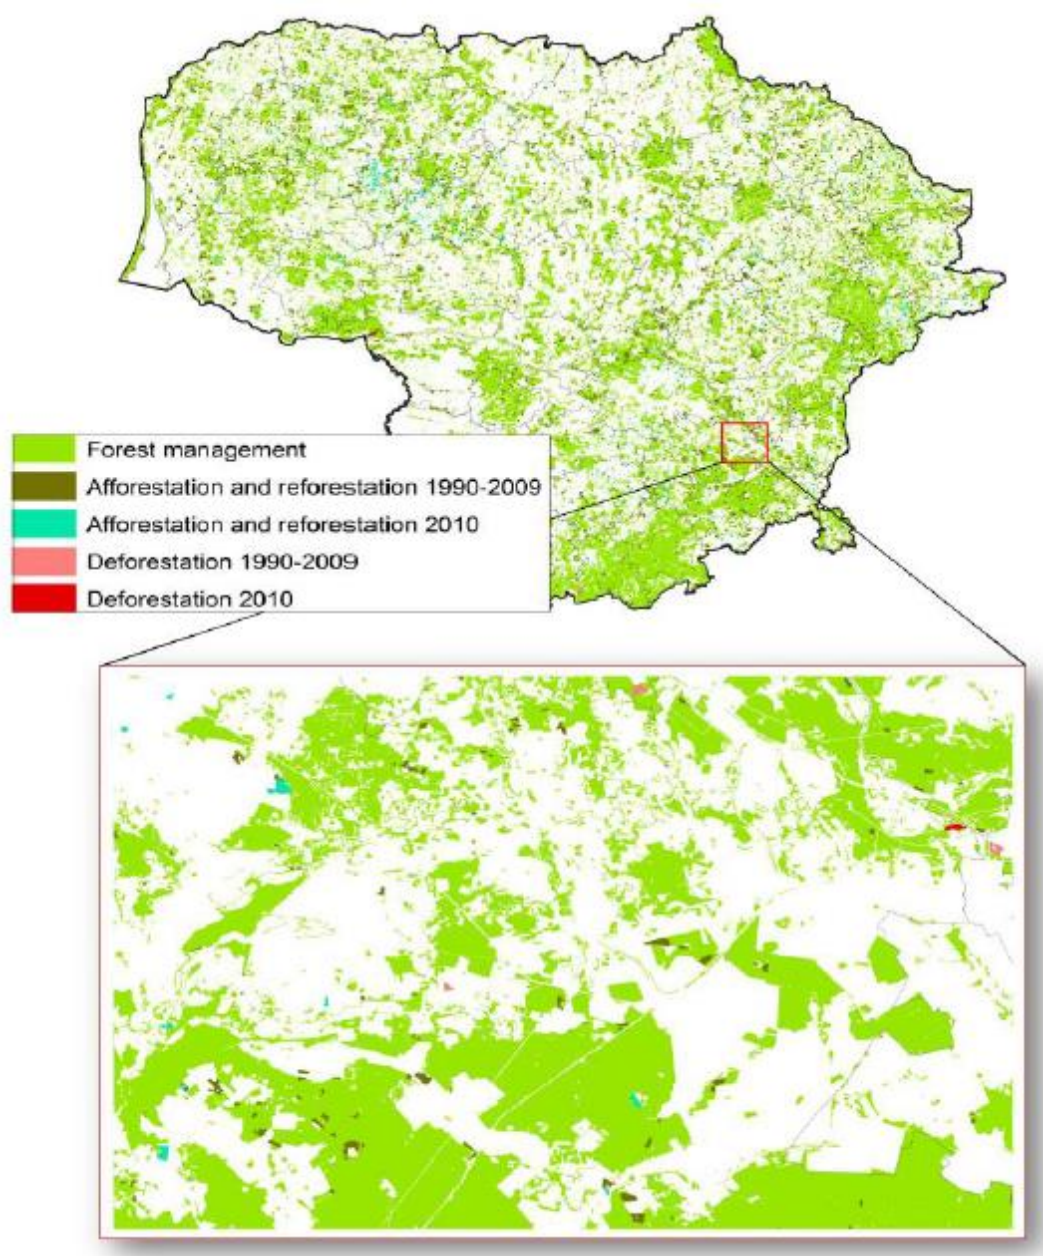 Forest management
Afforestation and reforestation 1990-2009
Afforestation and reforestation 2010
Deforestation 1990-2009
Deforestation 2010